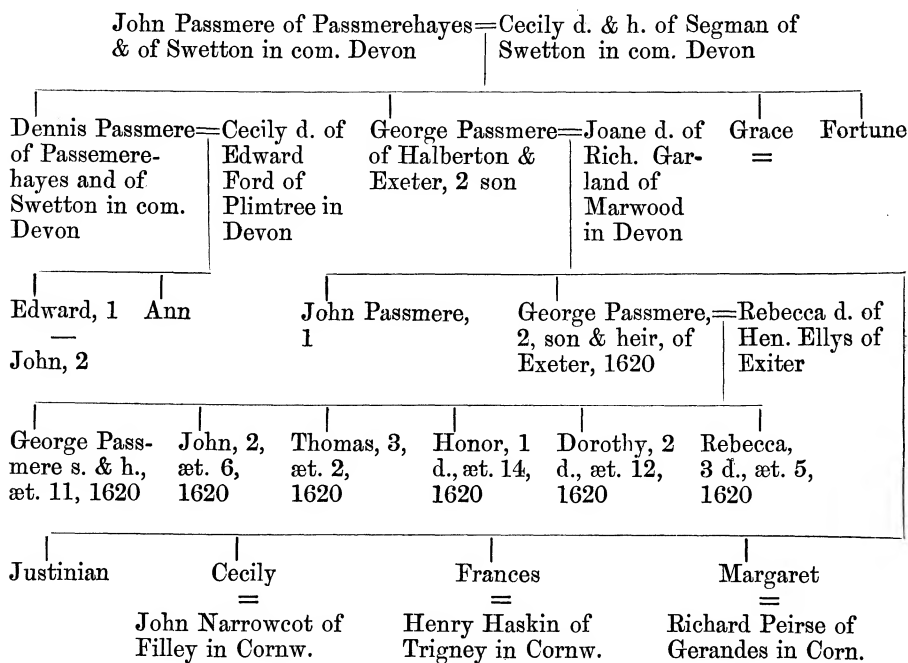 John Passmere of Passmerehayes=Cecily d. & h. of Segman of
& of Swetton in com. Devon Swetton in com. Devon
Dennis Passmere=Cecily d. of George Passmere=Joane d. of Grace Fortune
of Passemere- Edward of Halberton & Rich. Gar- =
hayes and of Ford of Exeter, 2 son land of
Swetton in com. Plimtree in Marwood
Devon Devon in Devon
Edward, 1 Ann John Passmere, George Passmere,=Rebecca d. of
— 1 2, son & heir, of Hen. Ellys of
John, 2 Exeter, 1620 Exiter
George Pass- John, 2, Thomas, 3, Honor, 1 Dorothy, 2 Rebecca,
mere s. & h., æt. 6, æt. 2, d., æt. 14, d., æt. 12, 3 d., æt. 5,
æt. 11, 1620 1620 1620 1620 1620 1620
Justinian Cecily Frances Margaret
= = =
John Narrowcot of Henry Haskin of Richard Peirse of
Filley in Cornw. Trigney in Cornw. Gerandes in Corn.